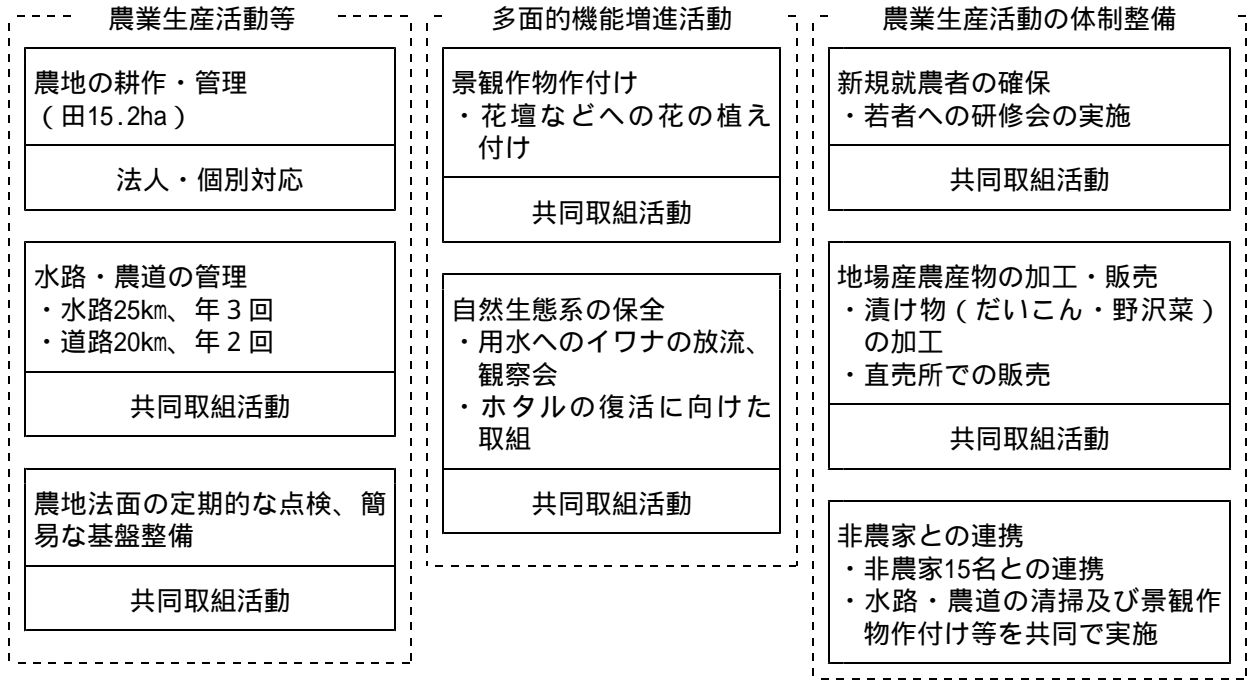 農業生産活動等
農地の耕作・管理
（田15.2ha）
法人・個別対応
水路・農道の管理
・水路25㎞、年３回
・道路20㎞、年２回
共同取組活動
農地法面の定期的な点検、簡
易な基盤整備
共同取組活動
多面的機能増進活動
景観作物作付け
・花壇などへの花の植え
付け
共同取組活動
自然生態系の保全
・用水へのイワナの放流、
観察会
・ホタルの復活に向けた
取組
共同取組活動
農業生産活動の体制整備
新規就農者の確保
・若者への研修会の実施
共同取組活動
地場産農産物の加工・販売
・漬け物（だいこん・野沢菜）
の加工
・直売所での販売
共同取組活動
非農家との連携
・非農家15名との連携
・水路・農道の清掃及び景観作
物作付け等を共同で実施